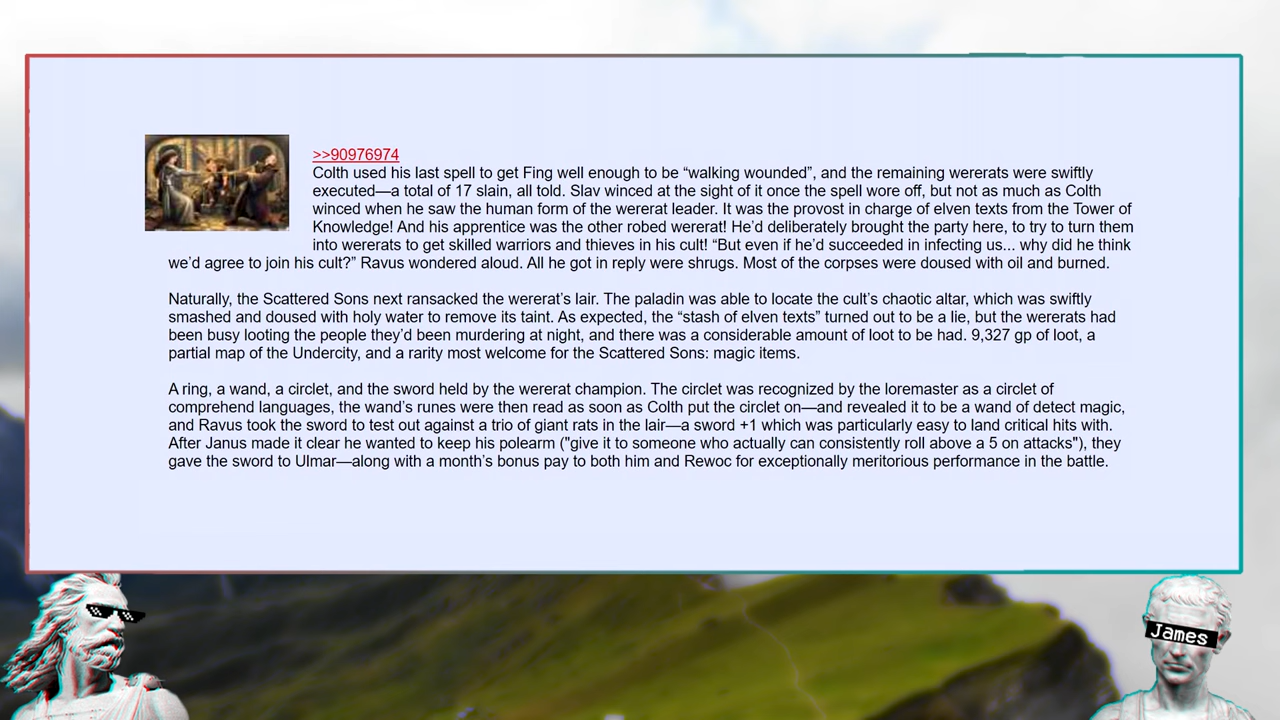 >>90976974
Colth used his last spell to get Fing well enough to be “walking wounded”, and the remaining wererats were swiftly
executed—a total of 17 slain, all told. Slav winced at the sight of it once the spell wore off, but not as much as Colth
winced when he saw the human form of the wererat leader. It was the provost in charge of elven texts from the Tower of
Knowledge! And his apprentice was the other robed wererat! He’d deliberately brought the party here, to try to turn them
into wererats to get skilled warriors and thieves in his cult! “But even if he’d succeeded in infecting us... why did he think
we’d agree to join his cult?” Ravus wondered aloud. All he got in reply were shrugs. Most of the corpses were doused with oil and burned.
Naturally, the Scattered Sons next ransacked the wererat’s lair. The paladin was able to locate the cult’s chaotic altar, which was swiftly
smashed and doused with holy water to remove its taint. As expected, the “stash of elven texts” turned out to be a lie, but the wererats had
been busy looting the people they’d been murdering at night, and there was a considerable amount of loot to be had. 9,327 gp of loot, a
partial map of the Undercity, and a rarity most welcome for the Scattered Sons: magic items.
A ring, a wand, a circlet, and the sword held by the wererat champion. The circlet was recognized by the loremaster as a circlet of
comprehend languages, the wand’s runes were then read as soon as Colth put the circlet on—and revealed it to be a wand of detect magic,
and Ravus took the sword to test out against a trio of giant rats in the lair—a sword +1 which was particularly easy to land critical hits with.
After Janus made it clear he wanted to keep his polearm ("give it to someone who actually can consistently roll above a 5 on attacks"), they
gave the sword to Ulmar—along with a month’s bonus pay to both him and Rewoc for exceptionally meritorious performance in the battle.
James